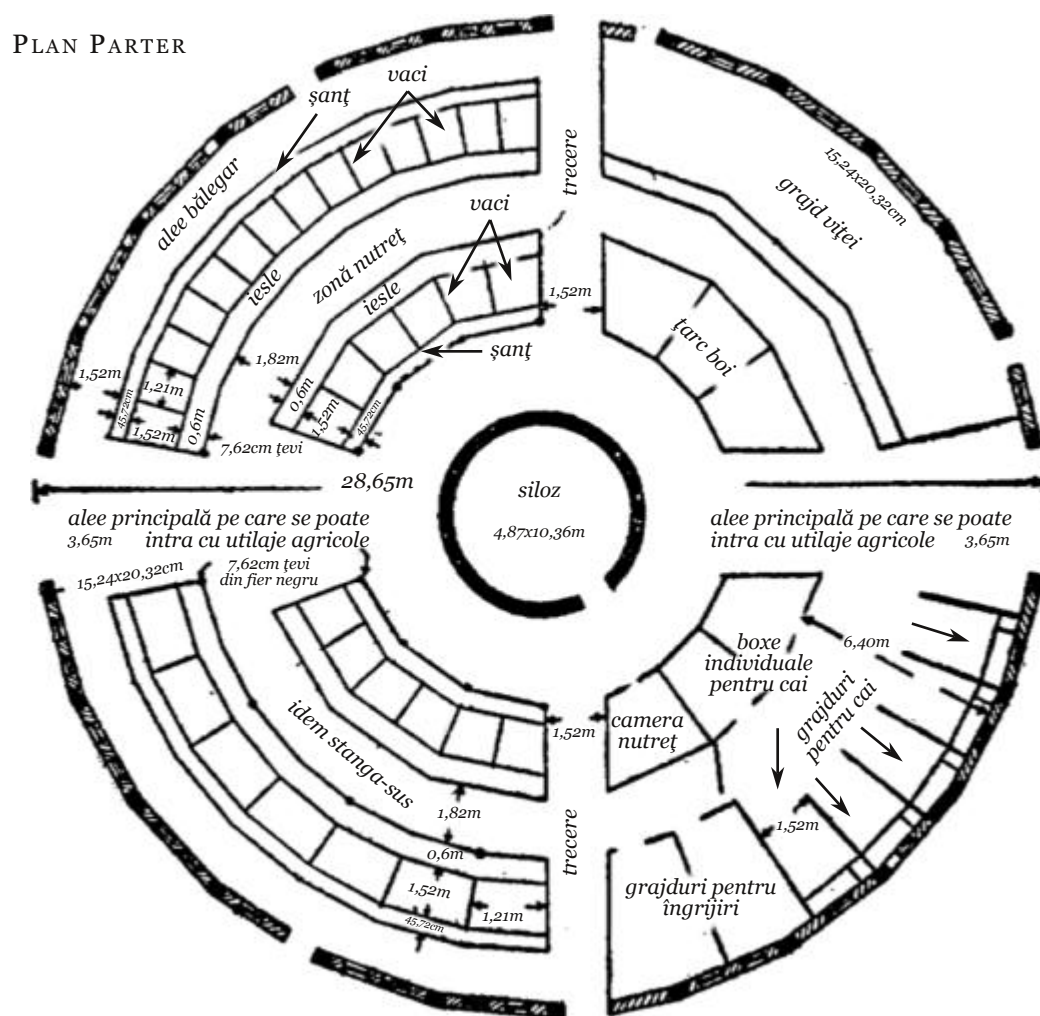 PLAN PARTER
vaci
şanţ
alee bălegar
trecere
15,24x20,32cm
grajd viţei
vaci
zonă nutreţ
iesle
iesle
1,52m
ţarc boi
şanţ
1,82m
1,52m
1,21m
0,6m
45,72cm
1,52m
0,6m
1,52m
45,72cm
7,62cm ţevi
28,65m
siloz
4,87x10,36m
alee principală pe care se poate
3,65m
intra cu utilaje agricole
alee principală pe care se poate
intra cu utilaje agricole
3,65m
15,24x20,32cm
7,62cm ţevi
din fier negru
boxe
individuale
pentru cai
6,40m
grajduri
pentru cai
camera
nutreţ
1,52m
idem stanga-sus
1,82m
trecere
1,52m
0,6m
1,52m
1,21m
45,72cm
grajduri pentru
îngrijiri